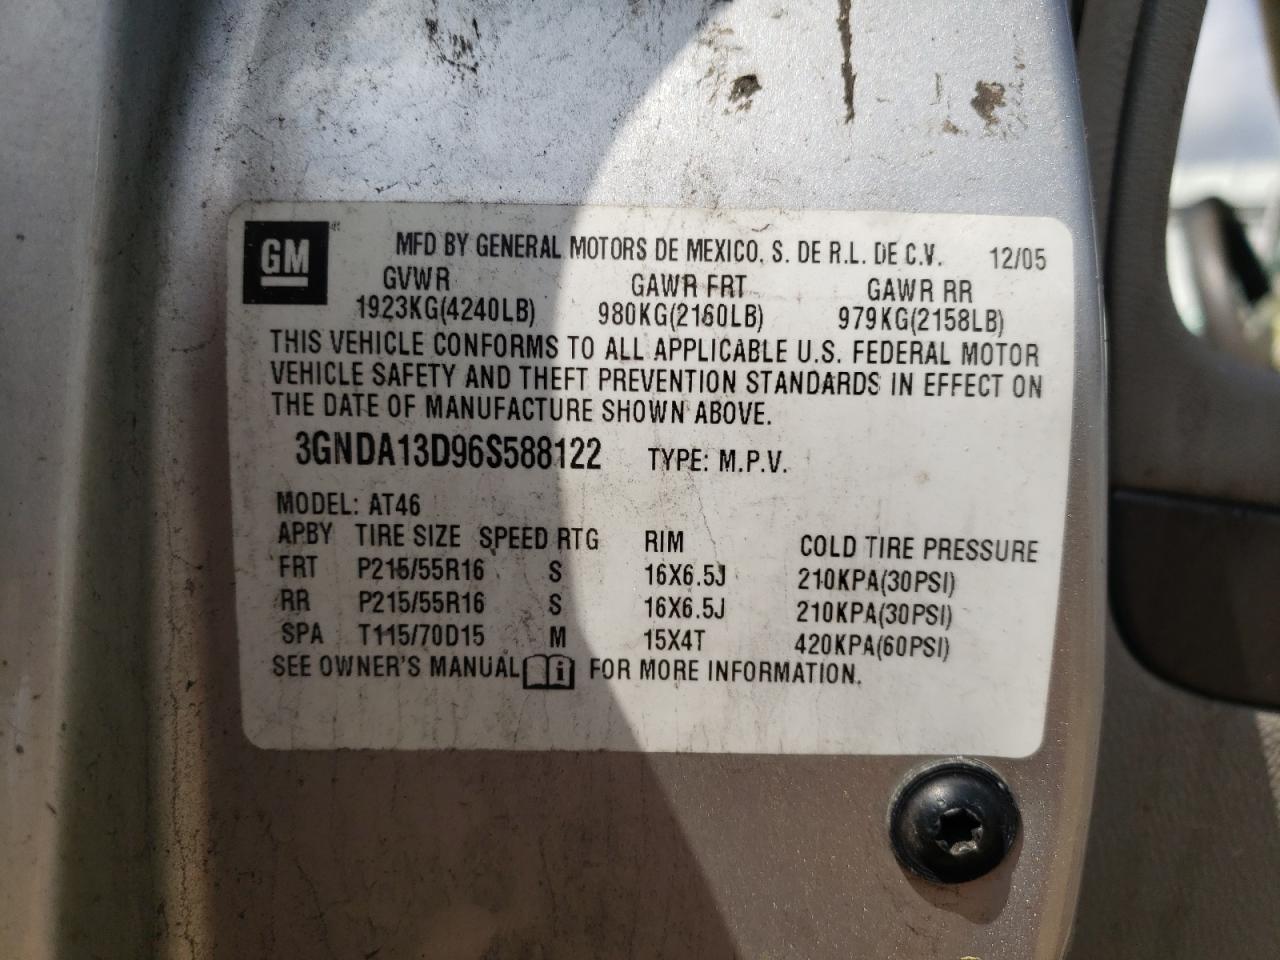 GM
MFD BY GENERAL MOTORS DE MEXICO, S. DE R.L. DE C.V. 12/05
GVWR GAWR FRT GAWR RR
1923KG(4240LB) 980KG(2160LB) 979KG(2158LB)
THIS VEHICLE CONFORMS TO ALL APPLICABLE U.S. FEDERAL MOTOR
VEHICLE SAFETY AND THEFT PREVENTION STANDARDS IN EFFECT ON
THE DATE OF MANUFACTURE SHOWN ABOVE.
3GNDA13D96S588122 TYPE: M.P.V.
MODEL: AT46
APBY TIRE SIZE SPEED RTG RIM COLD TIRE PRESSURE
FRT P215/55R16 S 16X6.5J 210KPA(30PSI)
RR P215/55R16 S 16X6.5J 210KPA(30PSI)
SPA T115/70D15 M 15X4T 420KPA(60PSI)
SEE OWNER'S MANUAL i FOR MORE INFORMATION.